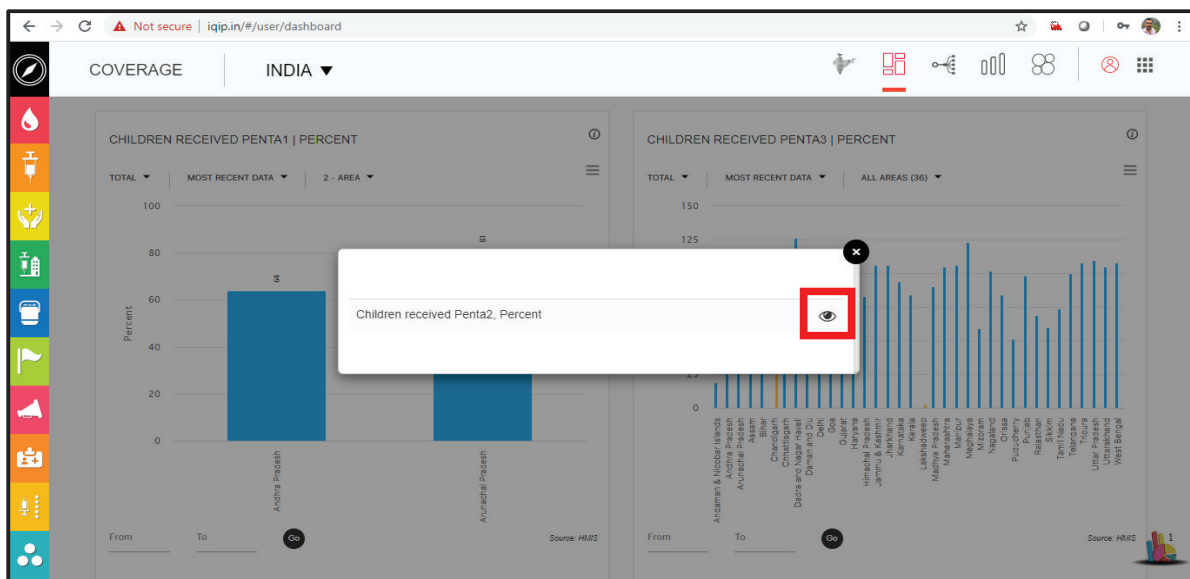 Not secure | iqip.in/#/user/dashboard
COVERAGE
INDIA ▼
CHILDREN RECEIVED PENTA1 | PERCENT
TOTAL
MOST RECENT DATA
2 - AREA
100
80
60
40
20
0
Percent
64
81
Andhra Pradesh
Arunachal Pradesh
From
To
Go
Source: HMIS
CHILDREN RECEIVED PENTA3 | PERCENT
TOTAL
MOST RECENT DATA
ALL AREAS (36)
150
125
25
0
Andaman & Nicobar Islands
Andhra Pradesh
Arunachal Pradesh
Assam
Bihar
Chandigarh
Chhattisgarh
Dadra and Nagar Haveli
Daman and Diu
Delhi
Goa
Gujarat
Haryana
Himachal Pradesh
Jammu & Kashmir
Jharkhand
Karnataka
Kerala
Lakshadweep
Madhya Pradesh
Maharashtra
Manipur
Meghalaya
Mizoram
Nagaland
Orissa
Puducherry
Punjab
Rajasthan
Sikkim
Tamil Nadu
Telangana
Tripura
Uttar Pradesh
Uttarakhand
West Bengal
From
To
Go
Source: HMIS
1
Children received Penta2, Percent